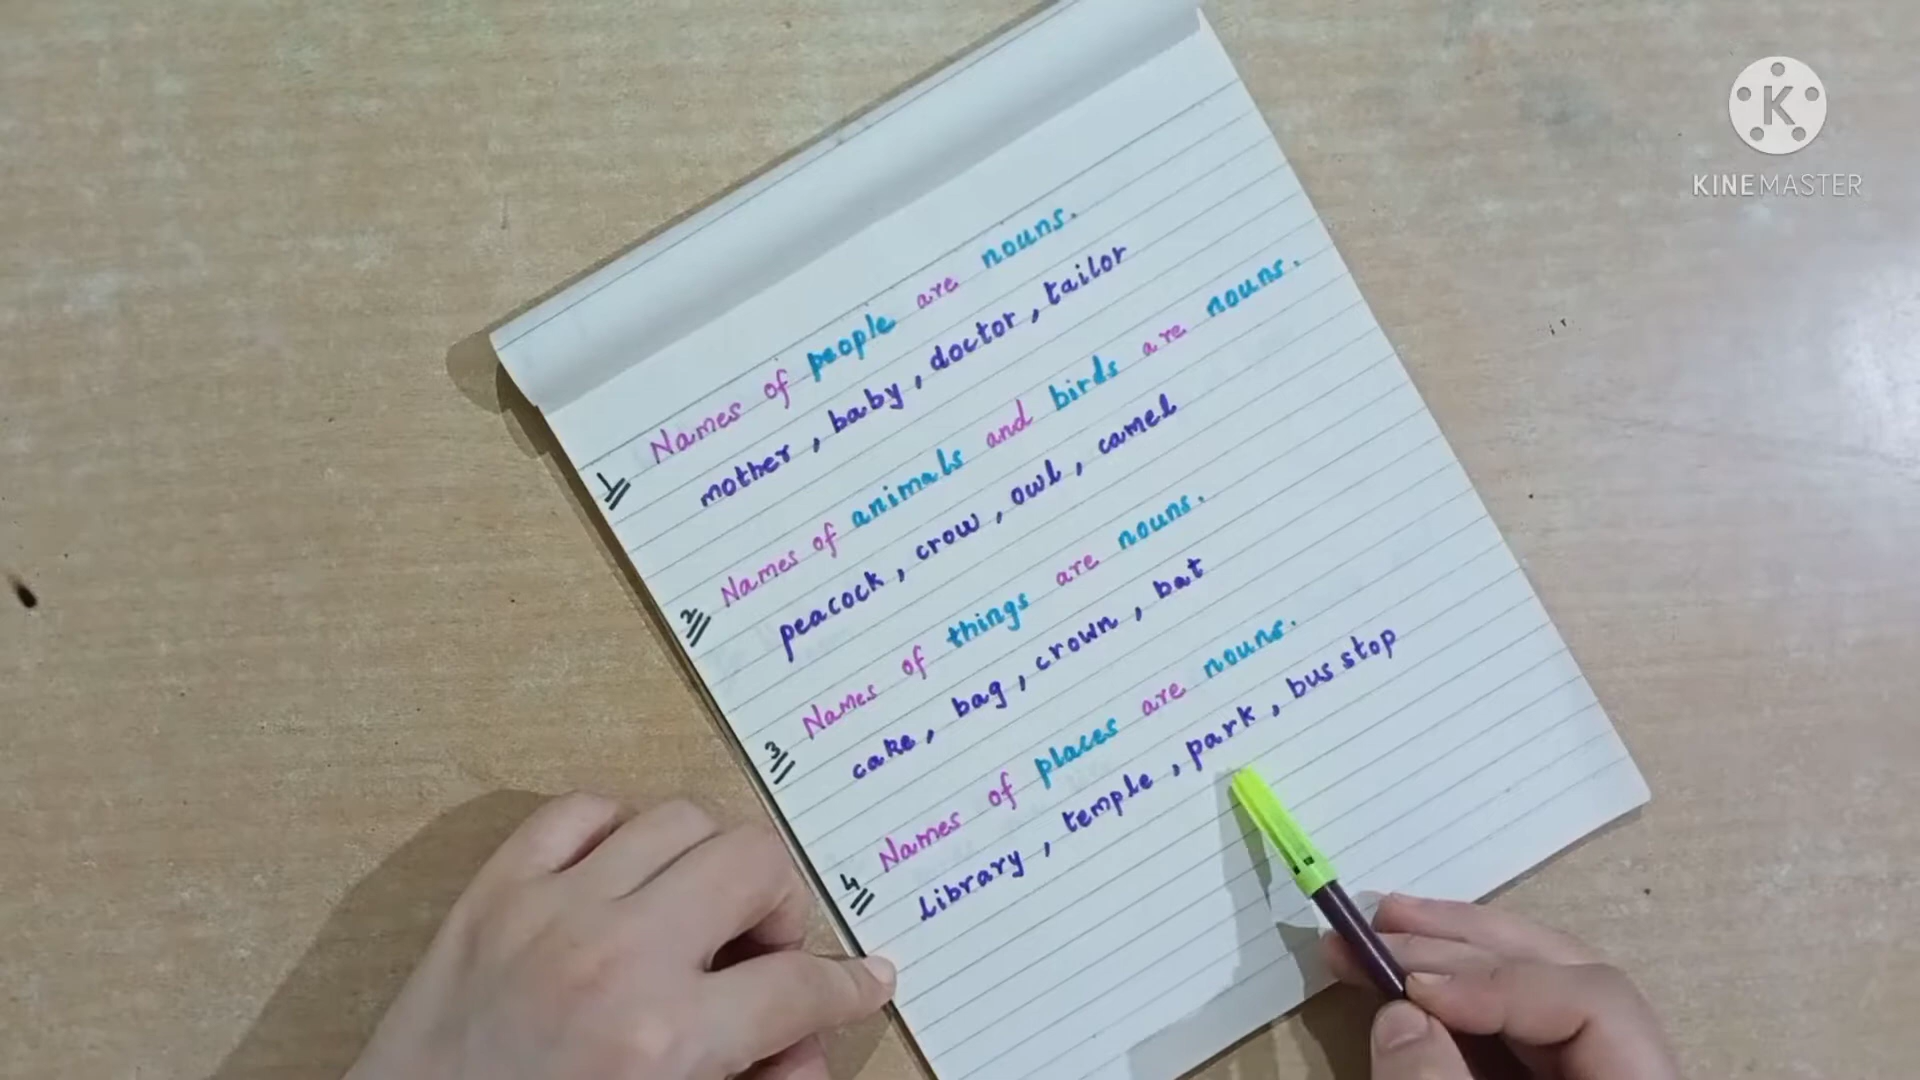 1 Names of people are nouns.
mother, baby, doctor, tailor
2 Names of animals and birds are nouns.
peacock, crow, owl, camel
3 Names of things are nouns.
cake, bag, crown, bat
4 Names of places are nouns.
library, temple, park, bus stop
K
KINEMASTER